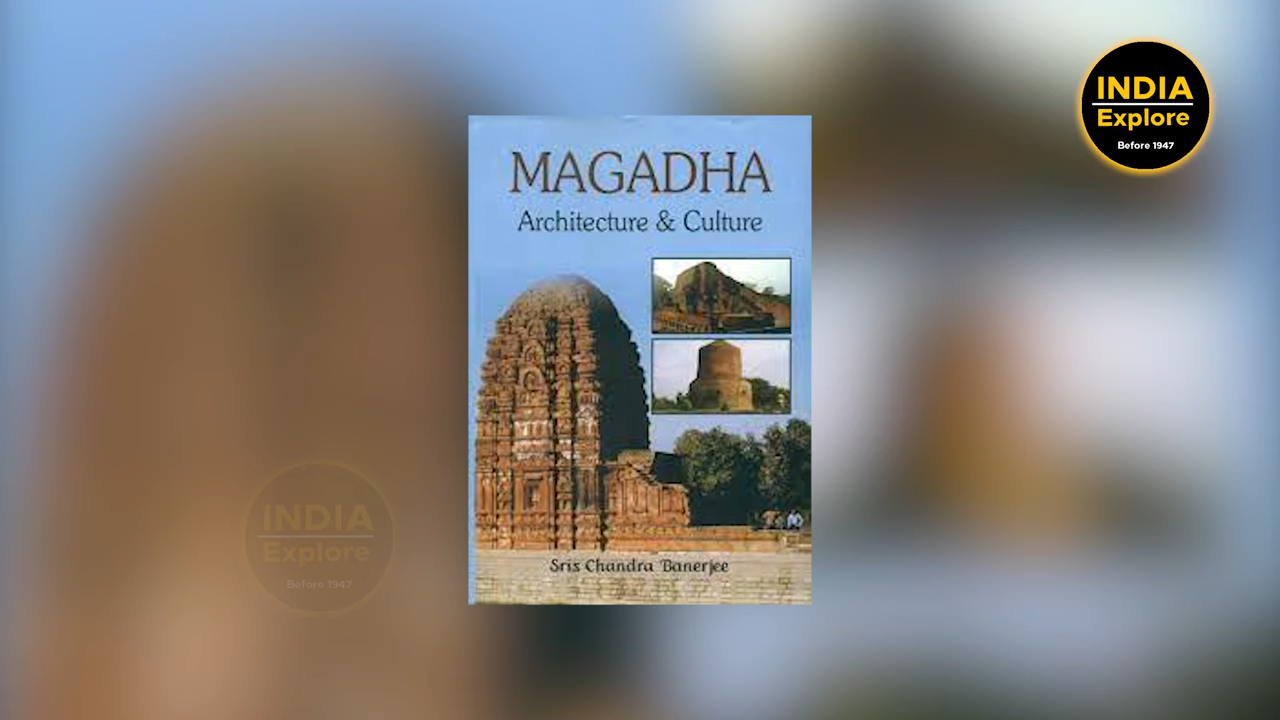 MAGADHA
Architecture & Culture
Sris Chandra Banerjee
INDIA
Explore
Before 1947
INDIA
Explore
Before 1947